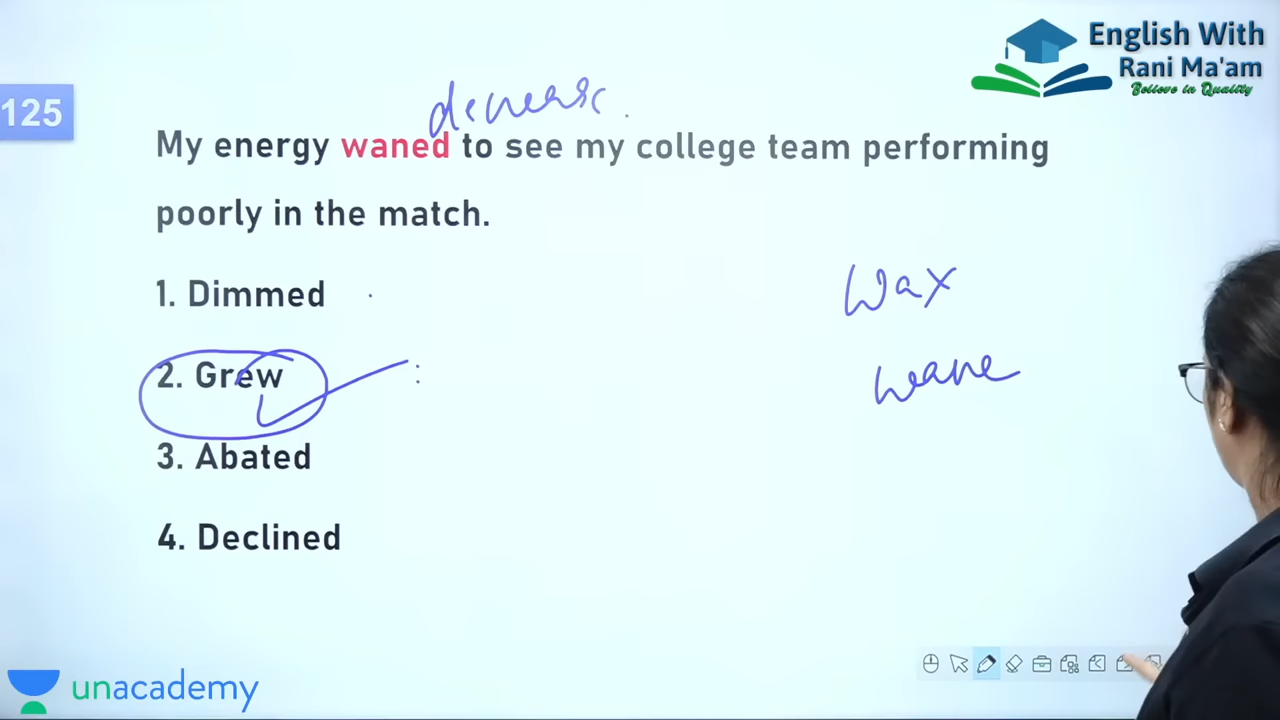 English With
Rani Ma'am
Believe in Quality
125
decrease
My energy waned to see my college team performing
poorly in the match.
1. Dimmed
2. Grew
3. Abated
4. Declined
Wax
wane
unacademy